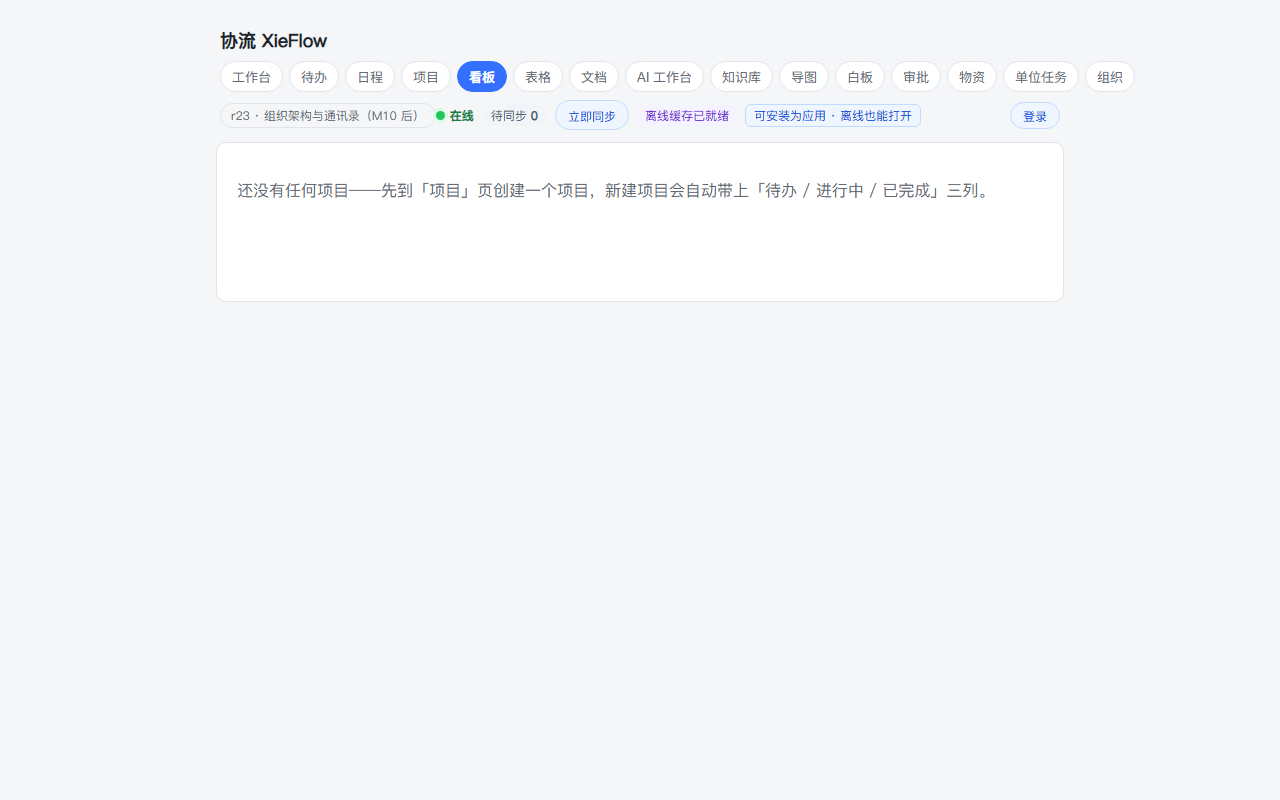 协流 XieFlow
工作台 待办 日程 项目 看板 表格 文档 AI 工作台 知识库 导图 白板 审批 物资 单位任务 组织
r23 · 组织架构与通讯录（M10 后） 在线 待同步 0 立即同步 离线缓存已就绪 可安装为应用 · 离线也能打开 登录
还没有任何项目——先到「项目」页创建一个项目，新建项目会自动带上「待办 / 进行中 / 已完成」三列。